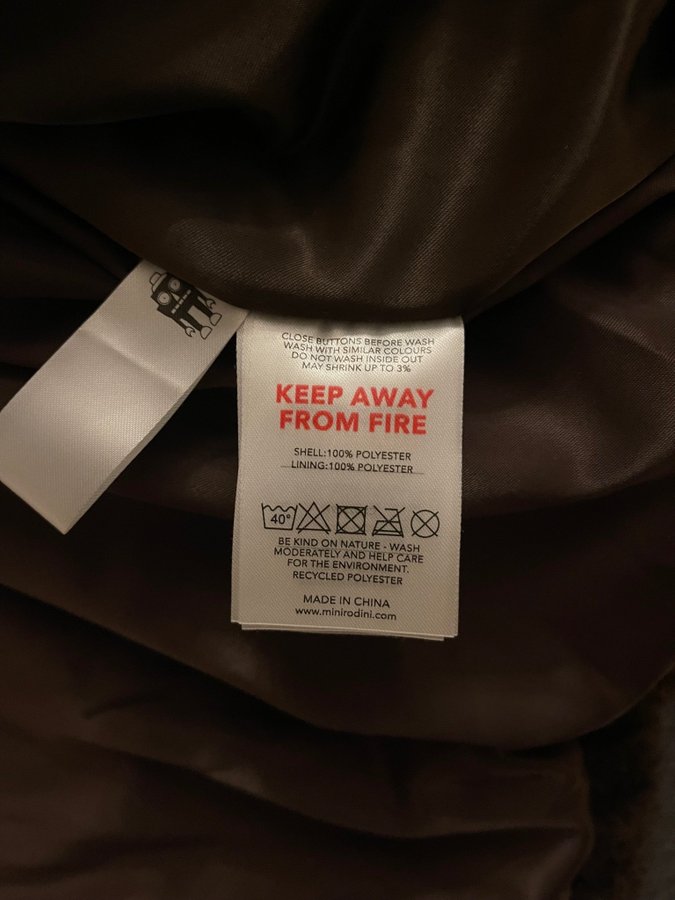 CLOSE BUTTONS BEFORE WASH
WASH WITH SIMILAR COLOURS
DO NOT WASH INSIDE OUT
MAY SHRINK UP TO 3%
KEEP AWAY
FROM FIRE
SHELL:100% POLYESTER
LINING:100% POLYESTER
40°
BE KIND ON NATURE - WASH
MODERATELY AND HELP CARE
FOR THE ENVIRONMENT.
RECYCLED POLYESTER
MADE IN CHINA
www.minirodini.com